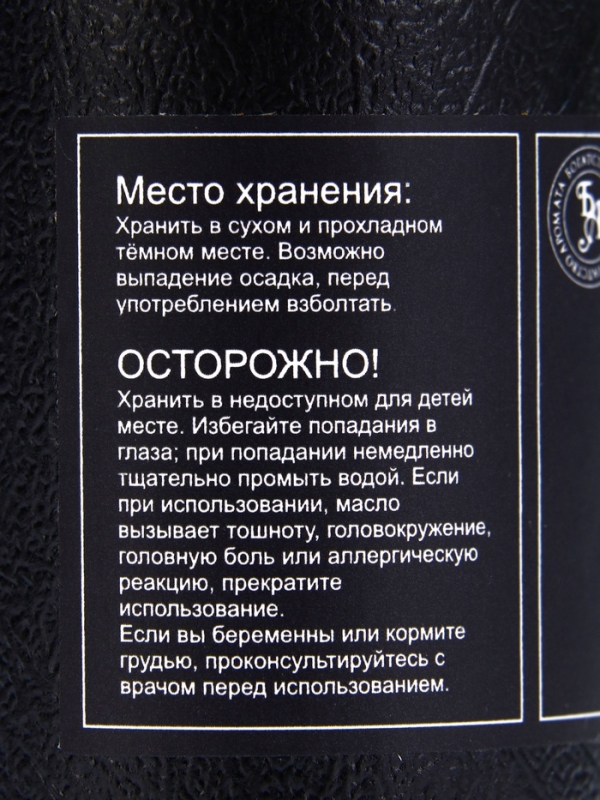 Место хранения:
Хранить в сухом и прохладном
тёмном месте. Возможно
выпадение осадка, перед
употреблением взболтать.
ОСТОРОЖНО!
Хранить в недоступном для детей
месте. Избегайте попадания в
глаза; при попадании немедленно
тщательно промыть водой. Если
при использовании, масло
вызывает тошноту, головокружение,
головную боль или аллергическую
реакцию, прекратите
использование.
Если вы беременны или кормите
грудью, проконсультируйтесь с
врачом перед использованием.
АРОМАТА